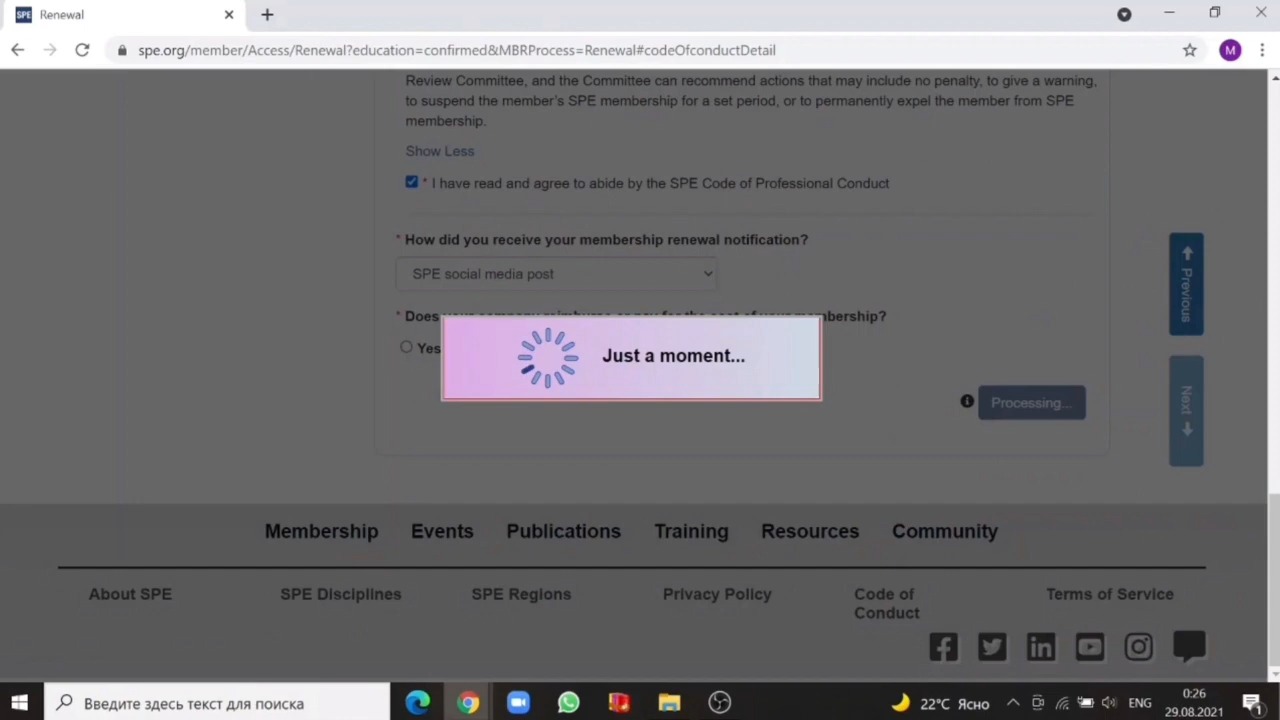 SPE Renewal
spe.org/member/Access/Renewal?education=confirmed&MBRProcess=Renewal#codeOfconductDetail
M
Review Committee, and the Committee can recommend actions that may include no penalty, to give a warning,
to suspend the member's SPE membership for a set period, or to permanently expel the member from SPE
membership.
Show Less
* I have read and agree to abide by the SPE Code of Professional Conduct
* How did you receive your membership renewal notification?
SPE social media post
Previous
* Does membership?
Yes
Just a moment...
Processing...
Next
Membership Events Publications Training Resources Community
About SPE SPE Disciplines SPE Regions Privacy Policy Code of Conduct Terms of Service
Введите здесь текст для поиска
22°C Ясно
ENG
0:26
29.08.2021
1